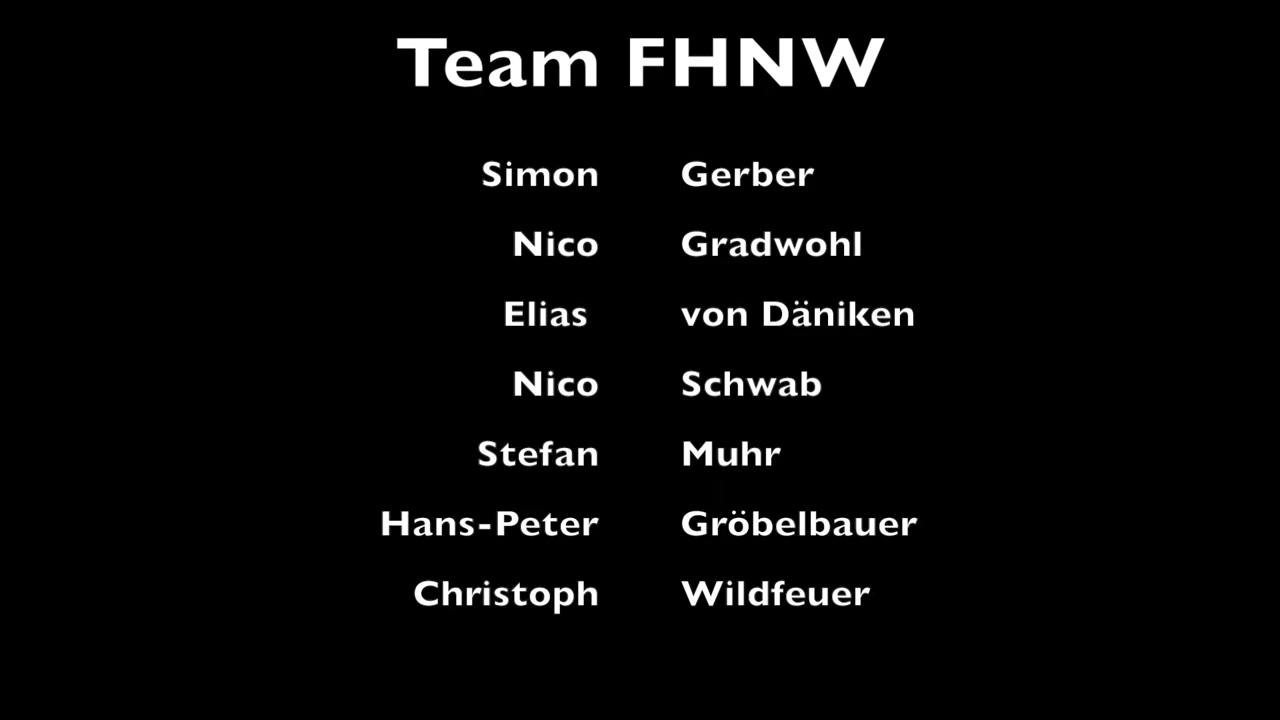 Team FHNW
Simon Gerber
Nico Gradwohl
Elias von Däniken
Nico Schwab
Stefan Muhr
Hans-Peter Gröbelbauer
Christoph Wildfeuer